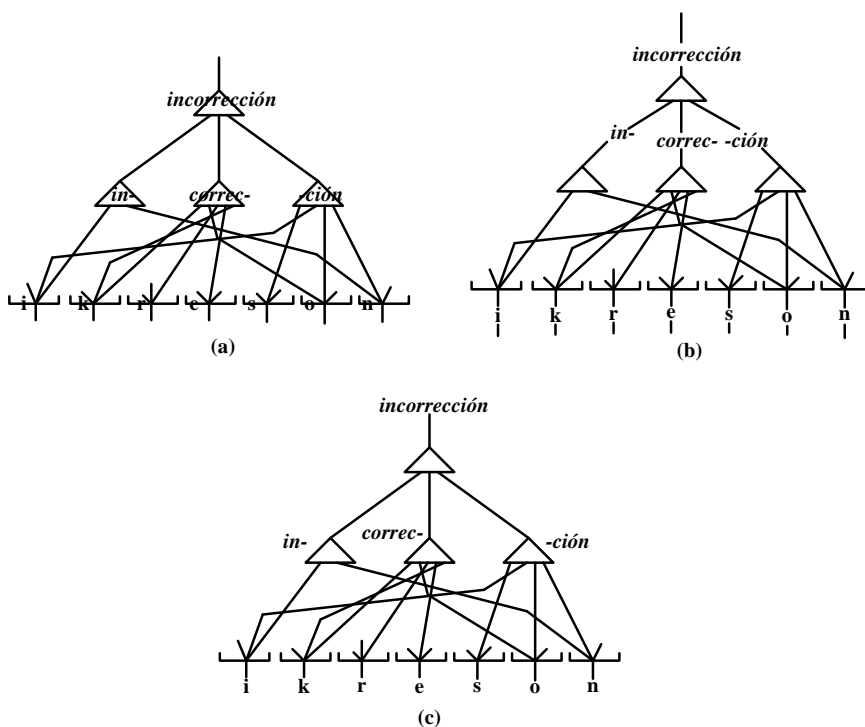 incorrección
in- correc- -ción
i k r e s o n
(a)
incorrección
in-
correc- -ción
i k r e s o n
(b)
incorrección
in- correc- -ción
i k r e s o n
(c)